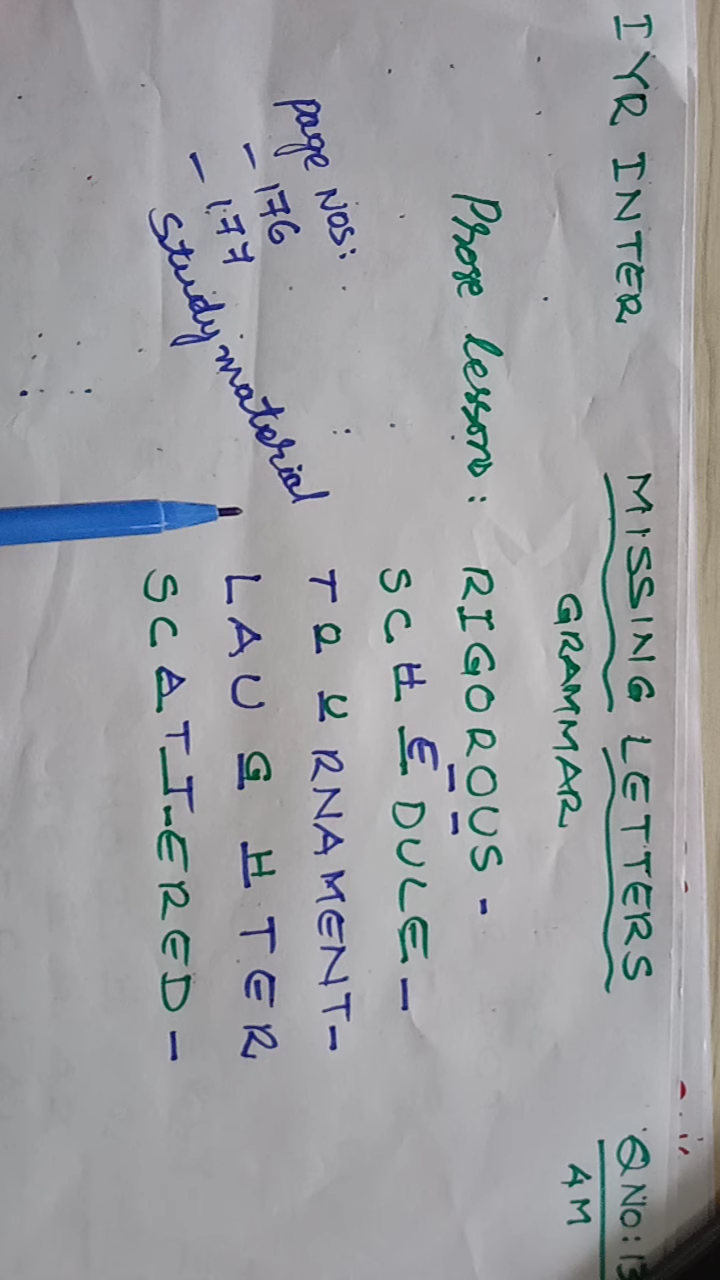 I YR INTER MISSING LETTERS Q NO: 13
GRAMMAR 4M
Prose lessons: RIGOROUS -
SCHEDULE -
Page Nos: TOURNAMENT -
- 176 LAUGHTER
- 177 SCATTERED -
Study material